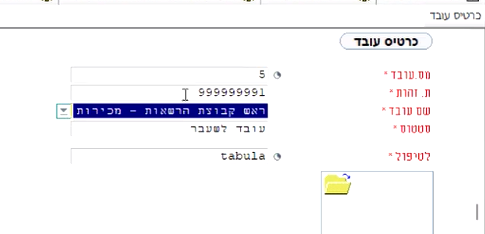 כרטיס עובד
כרטיס עובד
מס.עובד * 5
ת. זהות * 999999991
שם עובד * ראש קבוצת הרשאות - מכירות
סטטוס * עובד לשעבר
לטיפול * tabula